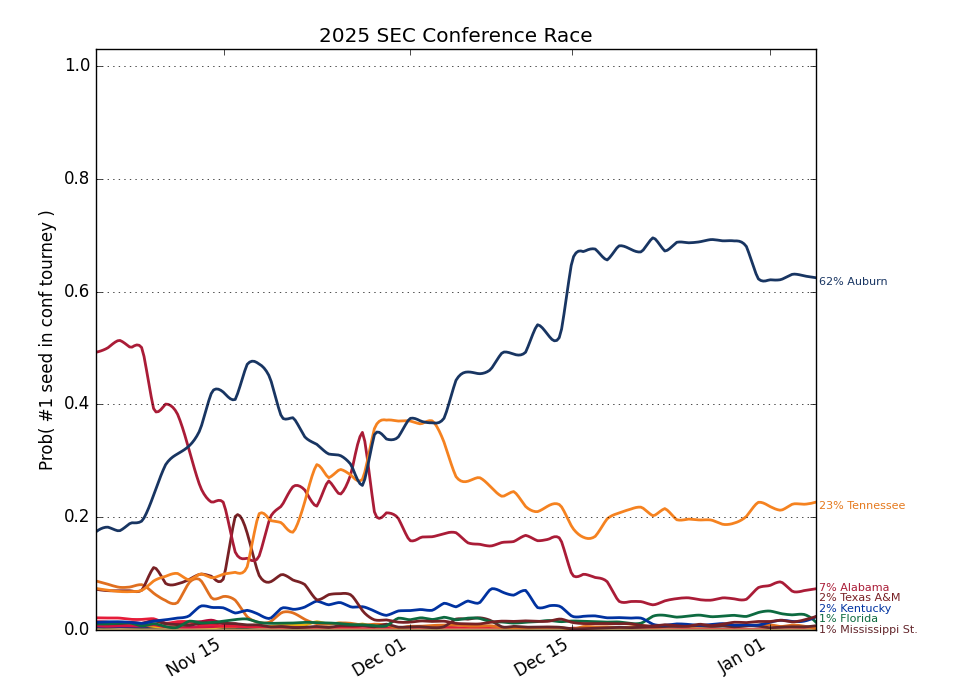 2025 SEC Conference Race
Prob( #1 seed in conf tourney )
1.0
0.8
0.6
0.4
0.2
0.0
Nov 15
Dec 01
Dec 15
Jan 01
62% Auburn
23% Tennessee
7% Alabama
2% Texas A&M
2% Kentucky
1% Florida
1% Mississippi St.